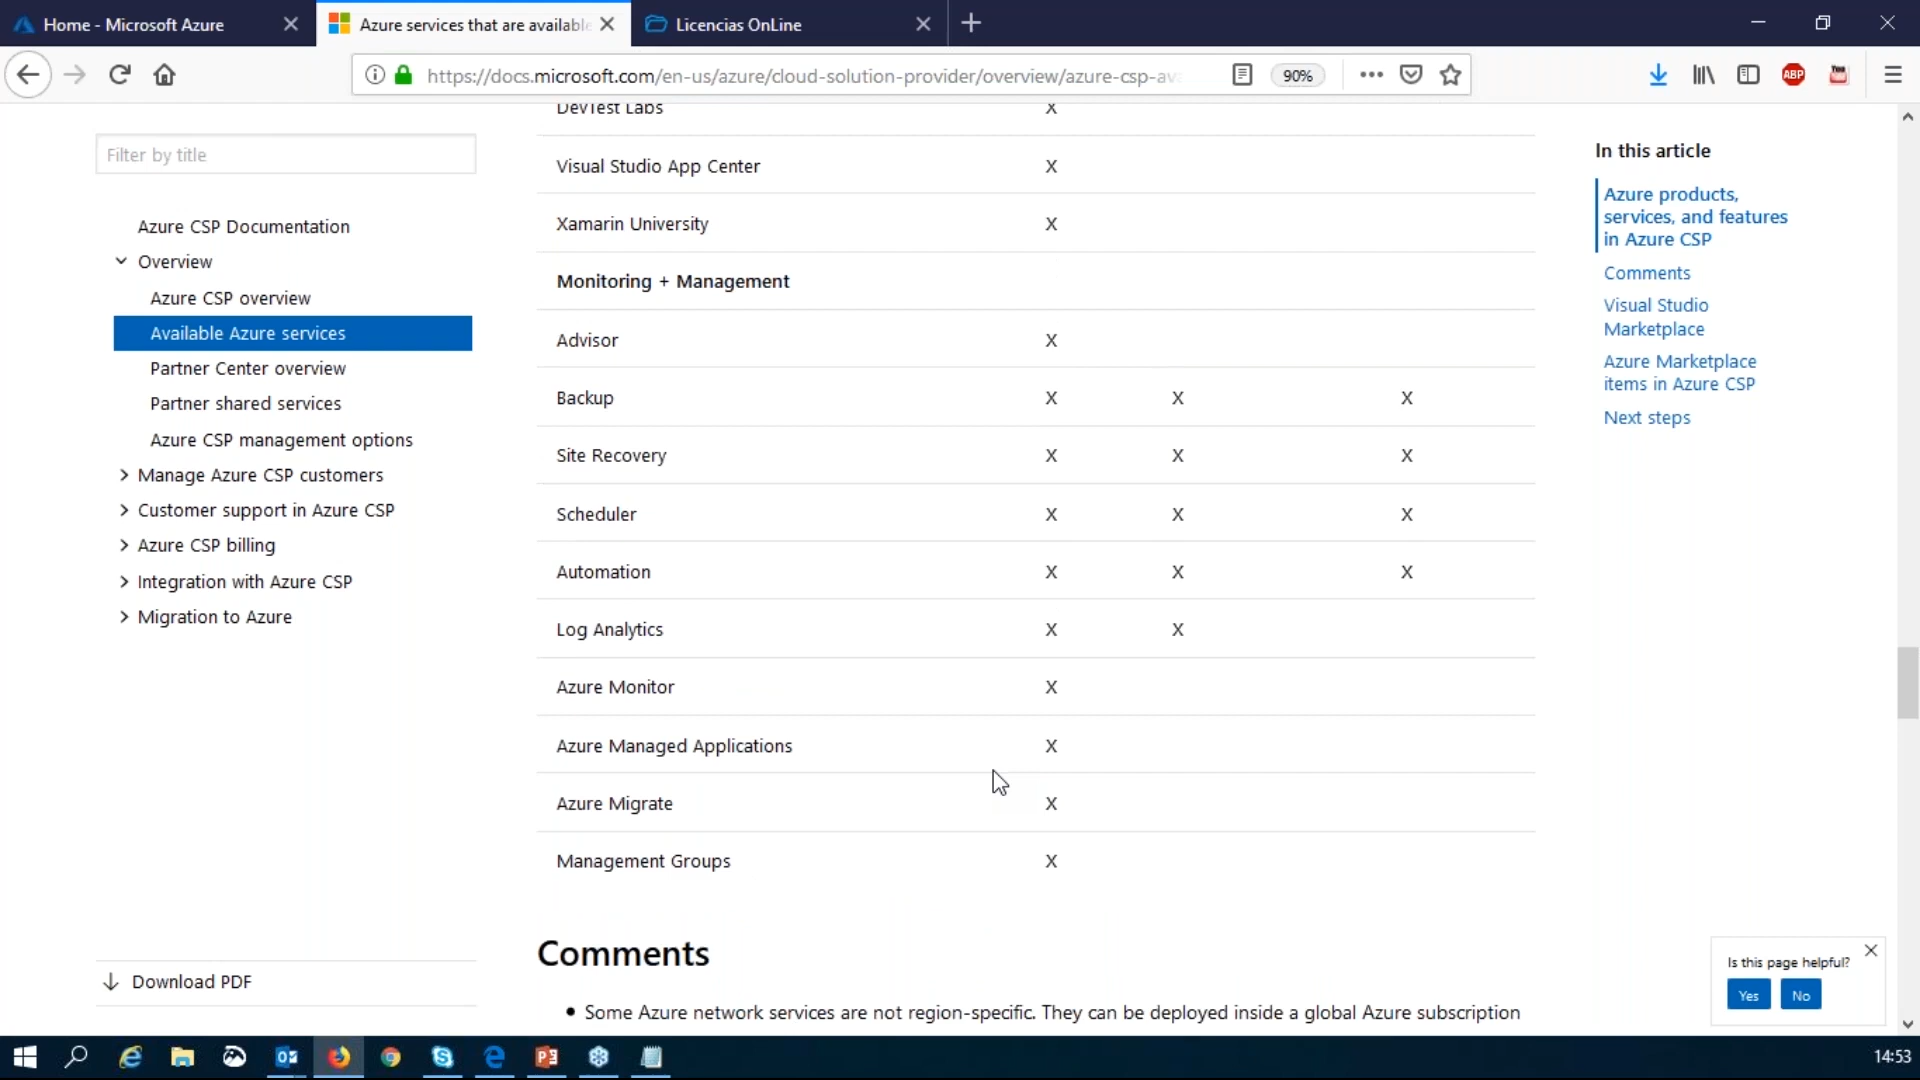 Home - Microsoft Azure
Azure services that are available
Licencias OnLine
https://docs.microsoft.com/en-us/azure/cloud-solution-provider/overview/azure-csp-av
90%
ABP
Filter by title
Azure CSP Documentation
Overview
Azure CSP overview
Available Azure services
Partner Center overview
Partner shared services
Azure CSP management options
Manage Azure CSP customers
Customer support in Azure CSP
Azure CSP billing
Integration with Azure CSP
Migration to Azure
Download PDF
DevTest Labs X
Visual Studio App Center X
Xamarin University X
Monitoring + Management
Advisor X
Backup X X X
Site Recovery X X X
Scheduler X X X
Automation X X X
Log Analytics X X
Azure Monitor X
Azure Managed Applications X
Azure Migrate X
Management Groups X
Comments
• Some Azure network services are not region-specific. They can be deployed inside a global Azure subscription
In this article
Azure products,
services, and features
in Azure CSP
Comments
Visual Studio
Marketplace
Azure Marketplace
items in Azure CSP
Next steps
Is this page helpful?
Yes No
14:53